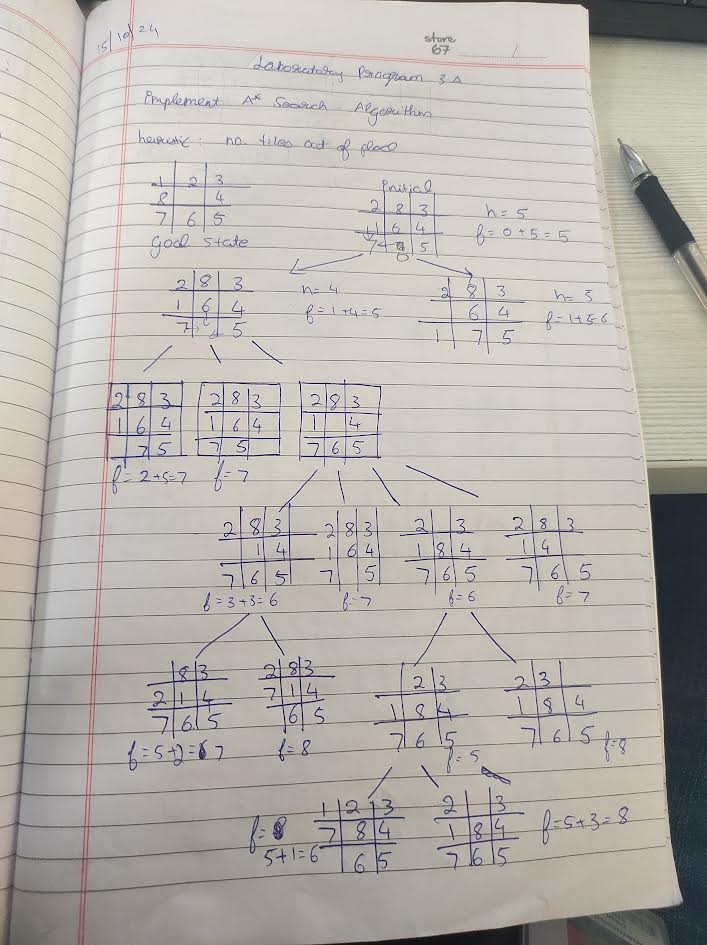 15/10/24
store
67
Laboratory Program 3A
Implement A* Search Algorithm
heuristic: no. tiles out of place
1 2 3
8 4
7 6 5
Goal State
Initial
2 8 3
1 6 4
7 5
h = 5
f = 0+5 = 5
2 8 3
1 6 4
7 5
h = 4
f = 1+4 = 5
2 8 3
6 4
1 7 5
h = 5
f = 1+5 = 6
2 8 3
1 6 4
7 5
f = 2+5 = 7
2 8 3
1 6 4
7 5
f = 7
2 8 3
1 4
7 6 5
2 8 3
1 4
7 6 5
f = 3+3 = 6
2 8 3
1 6 4
7 5
f = 7
2 3
1 8 4
7 6 5
f = 6
2 8 3
1 4
7 6 5
f = 7
8 3
2 1 4
7 6 5
f = 5+2 = 7
2 8 3
7 1 4
6 5
f = 8
2 3
1 8 4
7 6 5
f = 5
2 3
1 8 4
7 6 5
f = 8
1 2 3
7 8 4
6 5
f = 8
5+1 = 6
2 3
1 8 4
7 6 5
f = 5+3 = 8